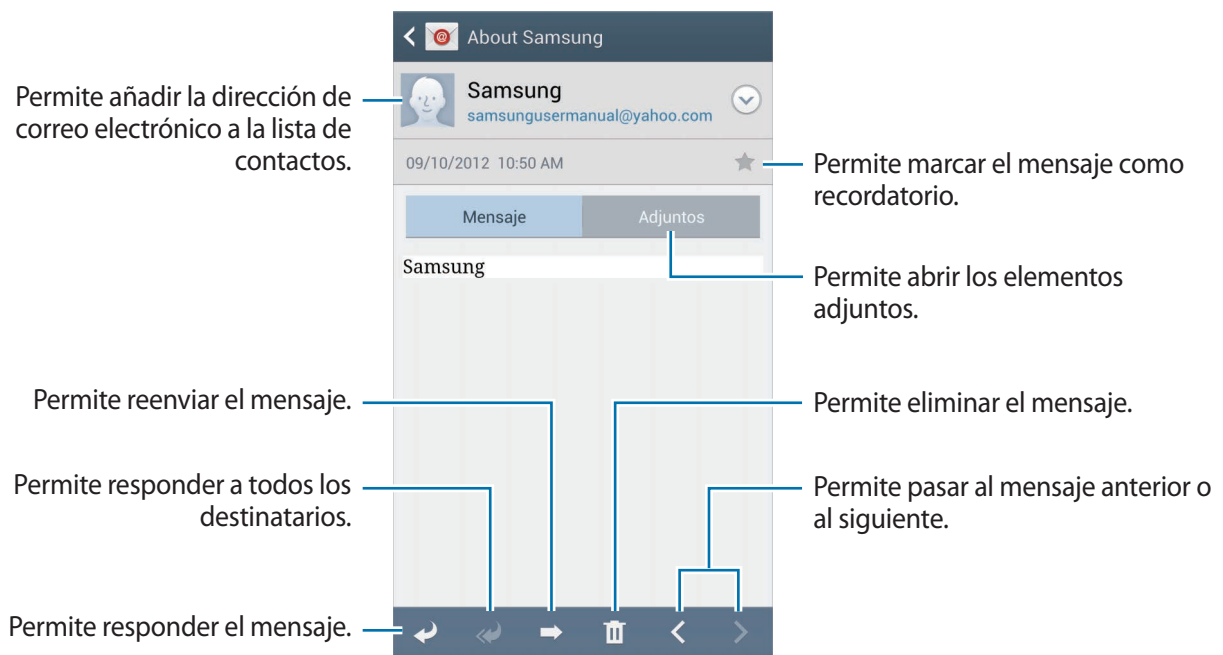 About Samsung
Samsung
samsungusermanual@yahoo.com
Permite añadir la dirección de
correo electrónico a la lista de
contactos.
09/10/2012 10:50 AM
Permite marcar el mensaje como
recordatorio.
Mensaje
Adjuntos
Samsung
Permite abrir los elementos
adjuntos.
Permite reenviar el mensaje.
Permite eliminar el mensaje.
Permite responder a todos los
destinatarios.
Permite pasar al mensaje anterior o
al siguiente.
Permite responder el mensaje.